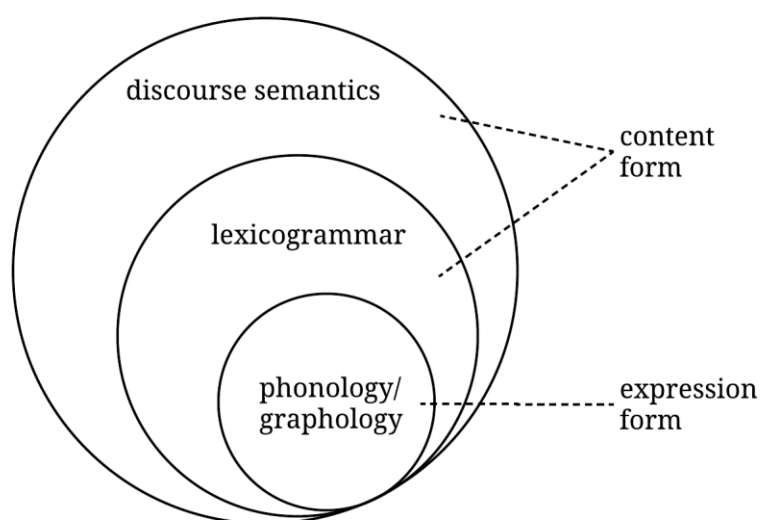 discourse semantics
content
form
lexicogrammar
phonology/
graphology
expression
form